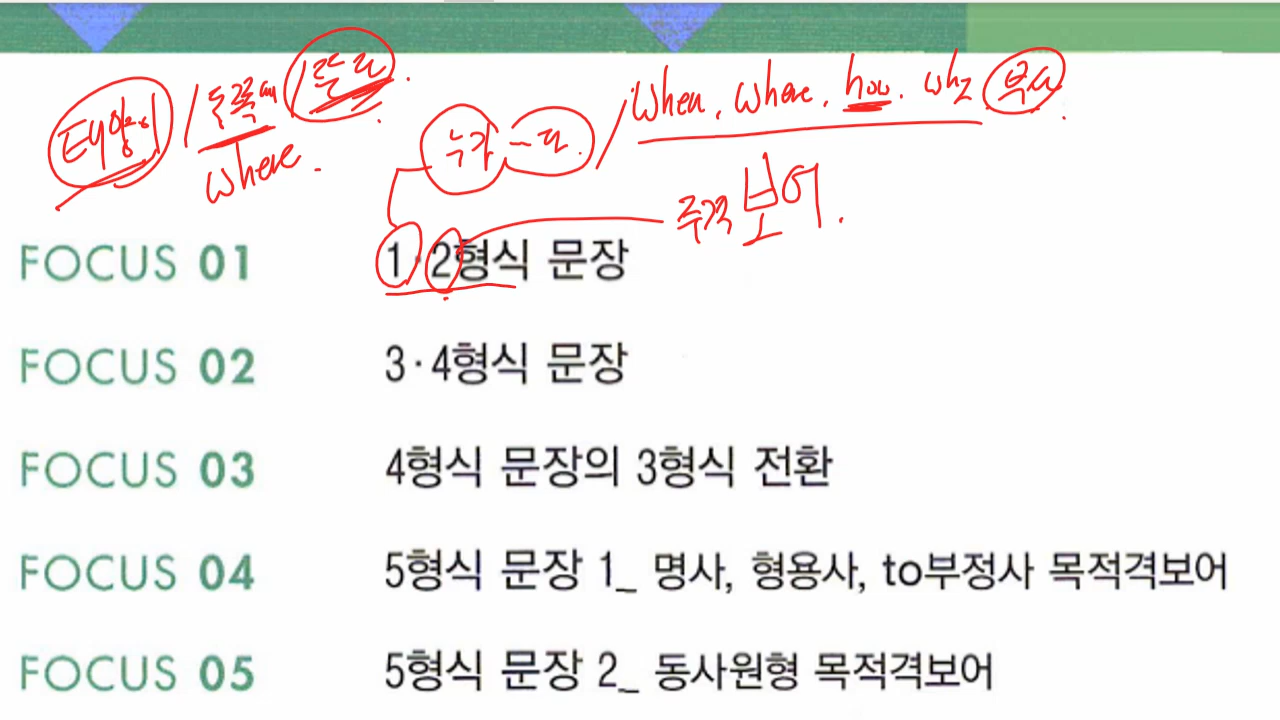 태양이 / 동쪽에 / 뜬다.
where.
누가 ~다. / When, where, how, why 부사.
주격 보어.
FOCUS 01 1·2형식 문장
FOCUS 02 3·4형식 문장
FOCUS 03 4형식 문장의 3형식 전환
FOCUS 04 5형식 문장 1_ 명사, 형용사, to부정사 목적격보어
FOCUS 05 5형식 문장 2_ 동사원형 목적격보어